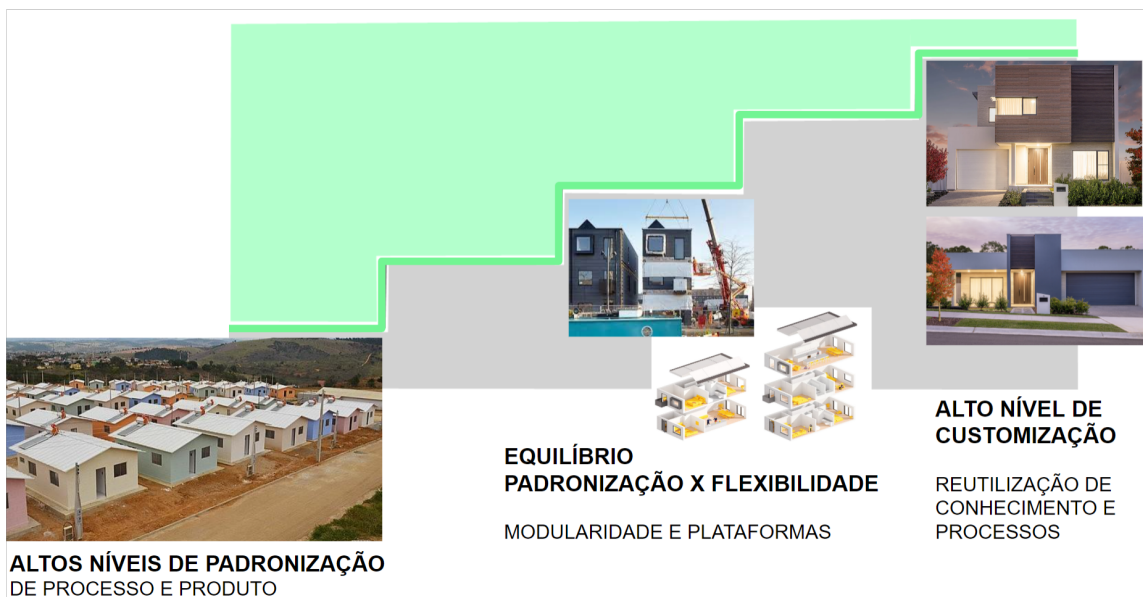 ALTOS NÍVEIS DE PADRONIZAÇÃO
DE PROCESSO E PRODUTO
EQUILÍBRIO
PADRONIZAÇÃO X FLEXIBILIDADE
MODULARIDADE E PLATAFORMAS
ALTO NÍVEL DE
CUSTOMIZAÇÃO
REUTILIZAÇÃO DE
CONHECIMENTO E
PROCESSOS